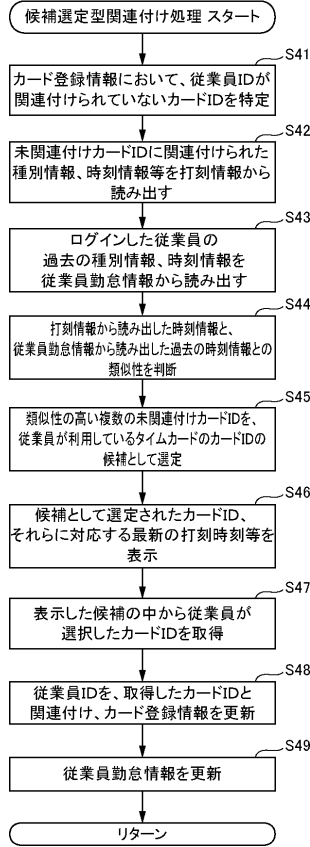 候補選定型関連付け処理 スタート
S41
カード登録情報において、従業員IDが
関連付けられていないカードIDを特定
S42
未関連付けカードIDに関連付けられた
種別情報、時刻情報等を打刻情報から
読み出す
S43
ログインした従業員の
過去の種別情報、時刻情報を
従業員勤怠情報から読み出す
S44
打刻情報から読み出した時刻情報と、
従業員勤怠情報から読み出した過去の時刻情報との
類似性を判断
S45
類似性の高い複数の未関連付けカードIDを、
従業員が利用しているタイムカードのカードIDの
候補として選定
S46
候補として選定されたカードID、
それらに対応する最新の打刻時刻等を
表示
S47
表示した候補の中から従業員が
選択したカードIDを取得
S48
従業員IDを、取得したカードIDと
関連付け、カード登録情報を更新
S49
従業員勤怠情報を更新
リターン